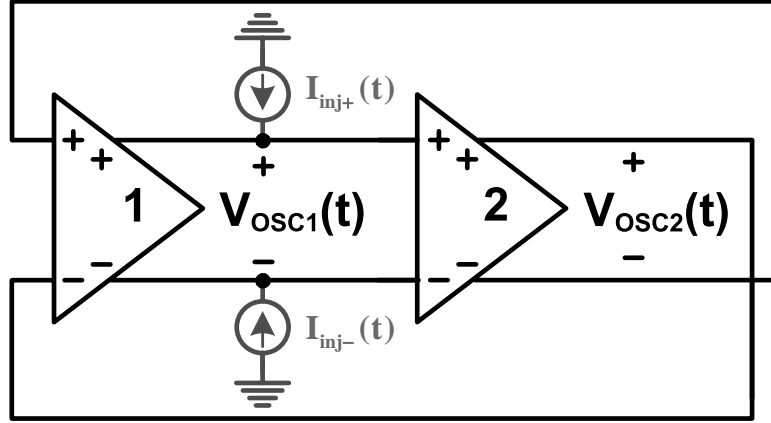 I_inj+(t)
+ + + + +
+
1 V_OSC1(t) 2 V_OSC2(t)
− − − − − −
I_inj−(t)